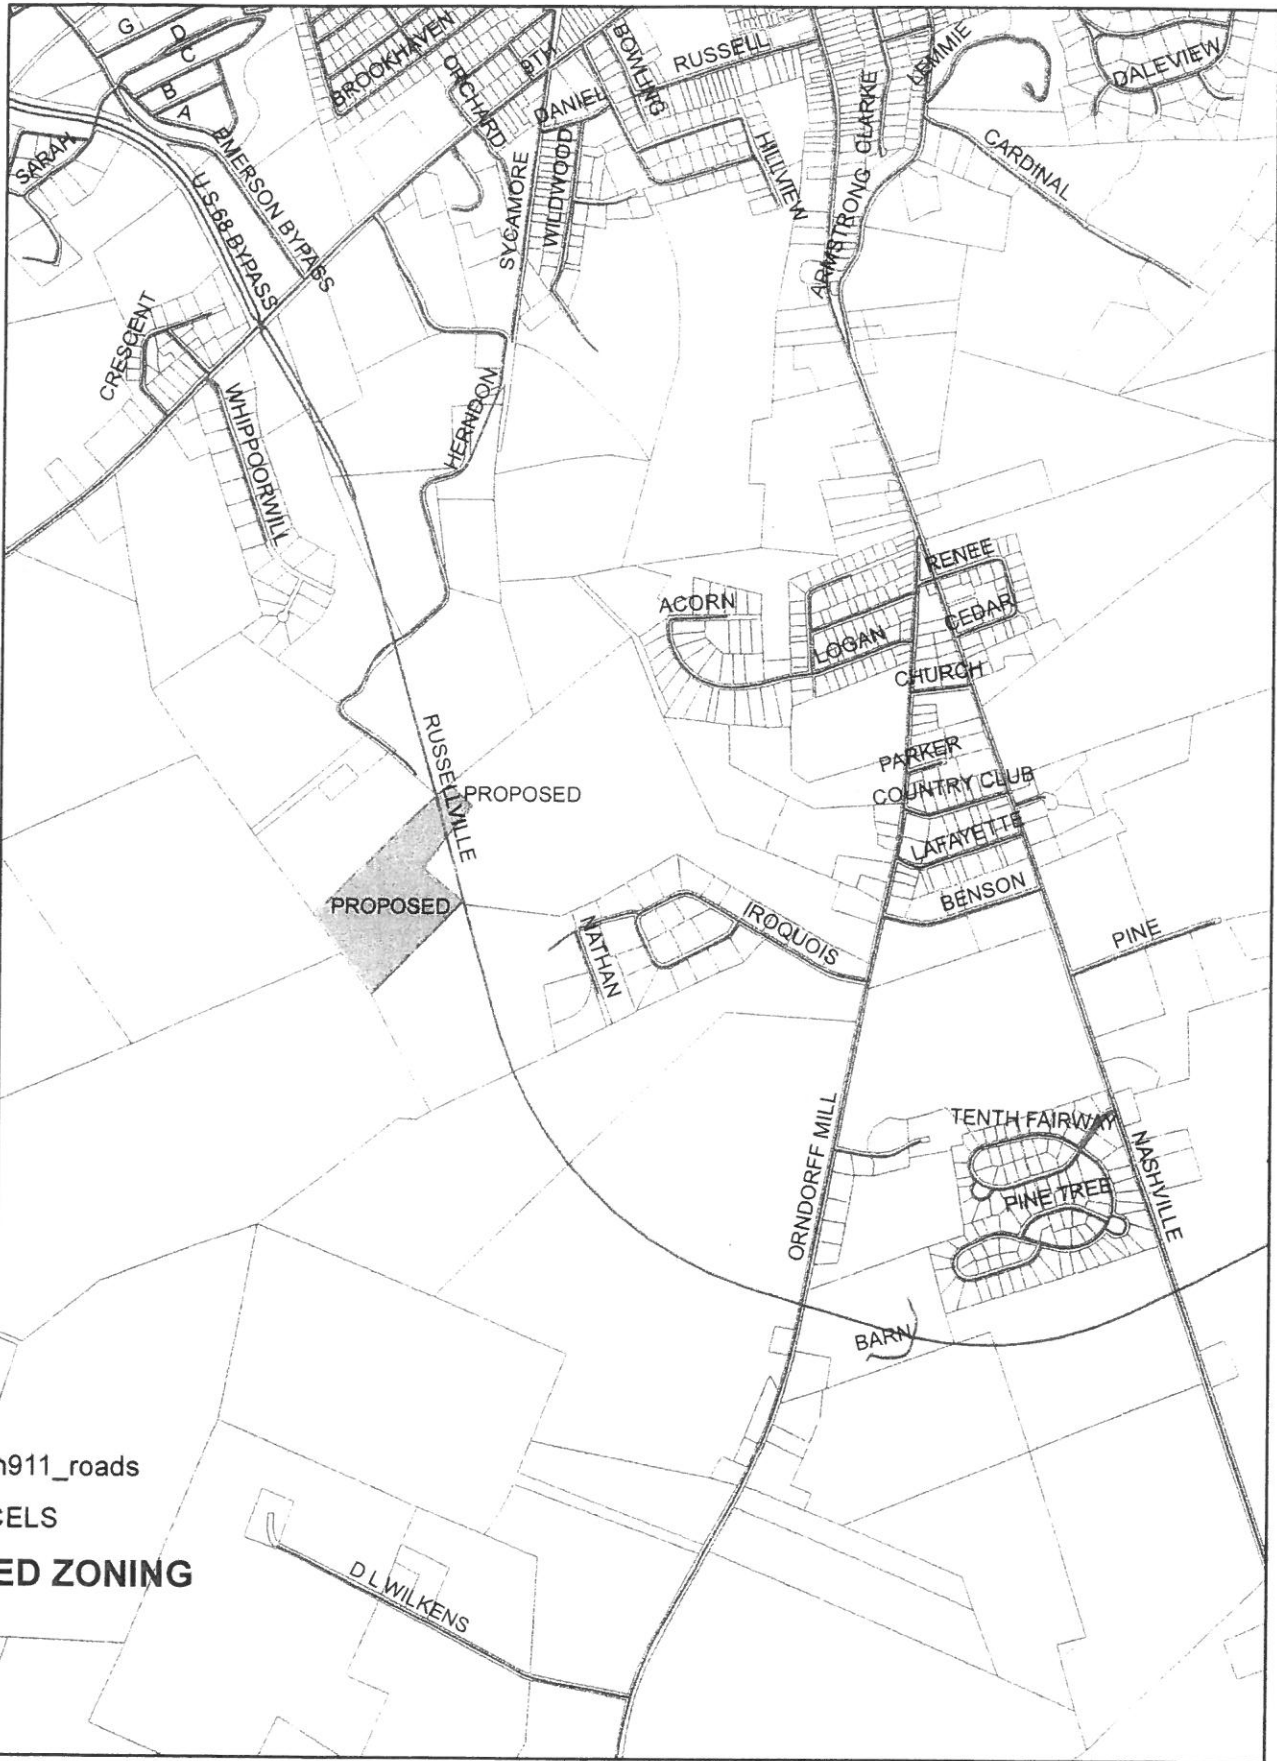 G
D
C
B
A
BROOKHAVEN
ORCHARD
9TH
BOWLING
RUSSELL
LEMMIE
DALEVIEW
DANIEL
CLARKE
SARAH
EMERSON BYPASS
U S 68 BYPASS
SYCAMORE
WILDWOOD
HILLVIEW
ARMSTRONG
CARDINAL
CRESCENT
WHIPPOORWILL
HERNDON
RENEE
ACORN
CEDAR
LOGAN
CHURCH
RUSSELLVILLE
PARKER
PROPOSED
COUNTRY CLUB
LAFAYETTE
PROPOSED
BENSON
IROQUOIS
NATHAN
PINE
TENTH FAIRWAY
ORNDORFF MILL
NASHVILLE
PINE TREE
BARN
911_roads
CELS
ED ZONING
D L WILKENS